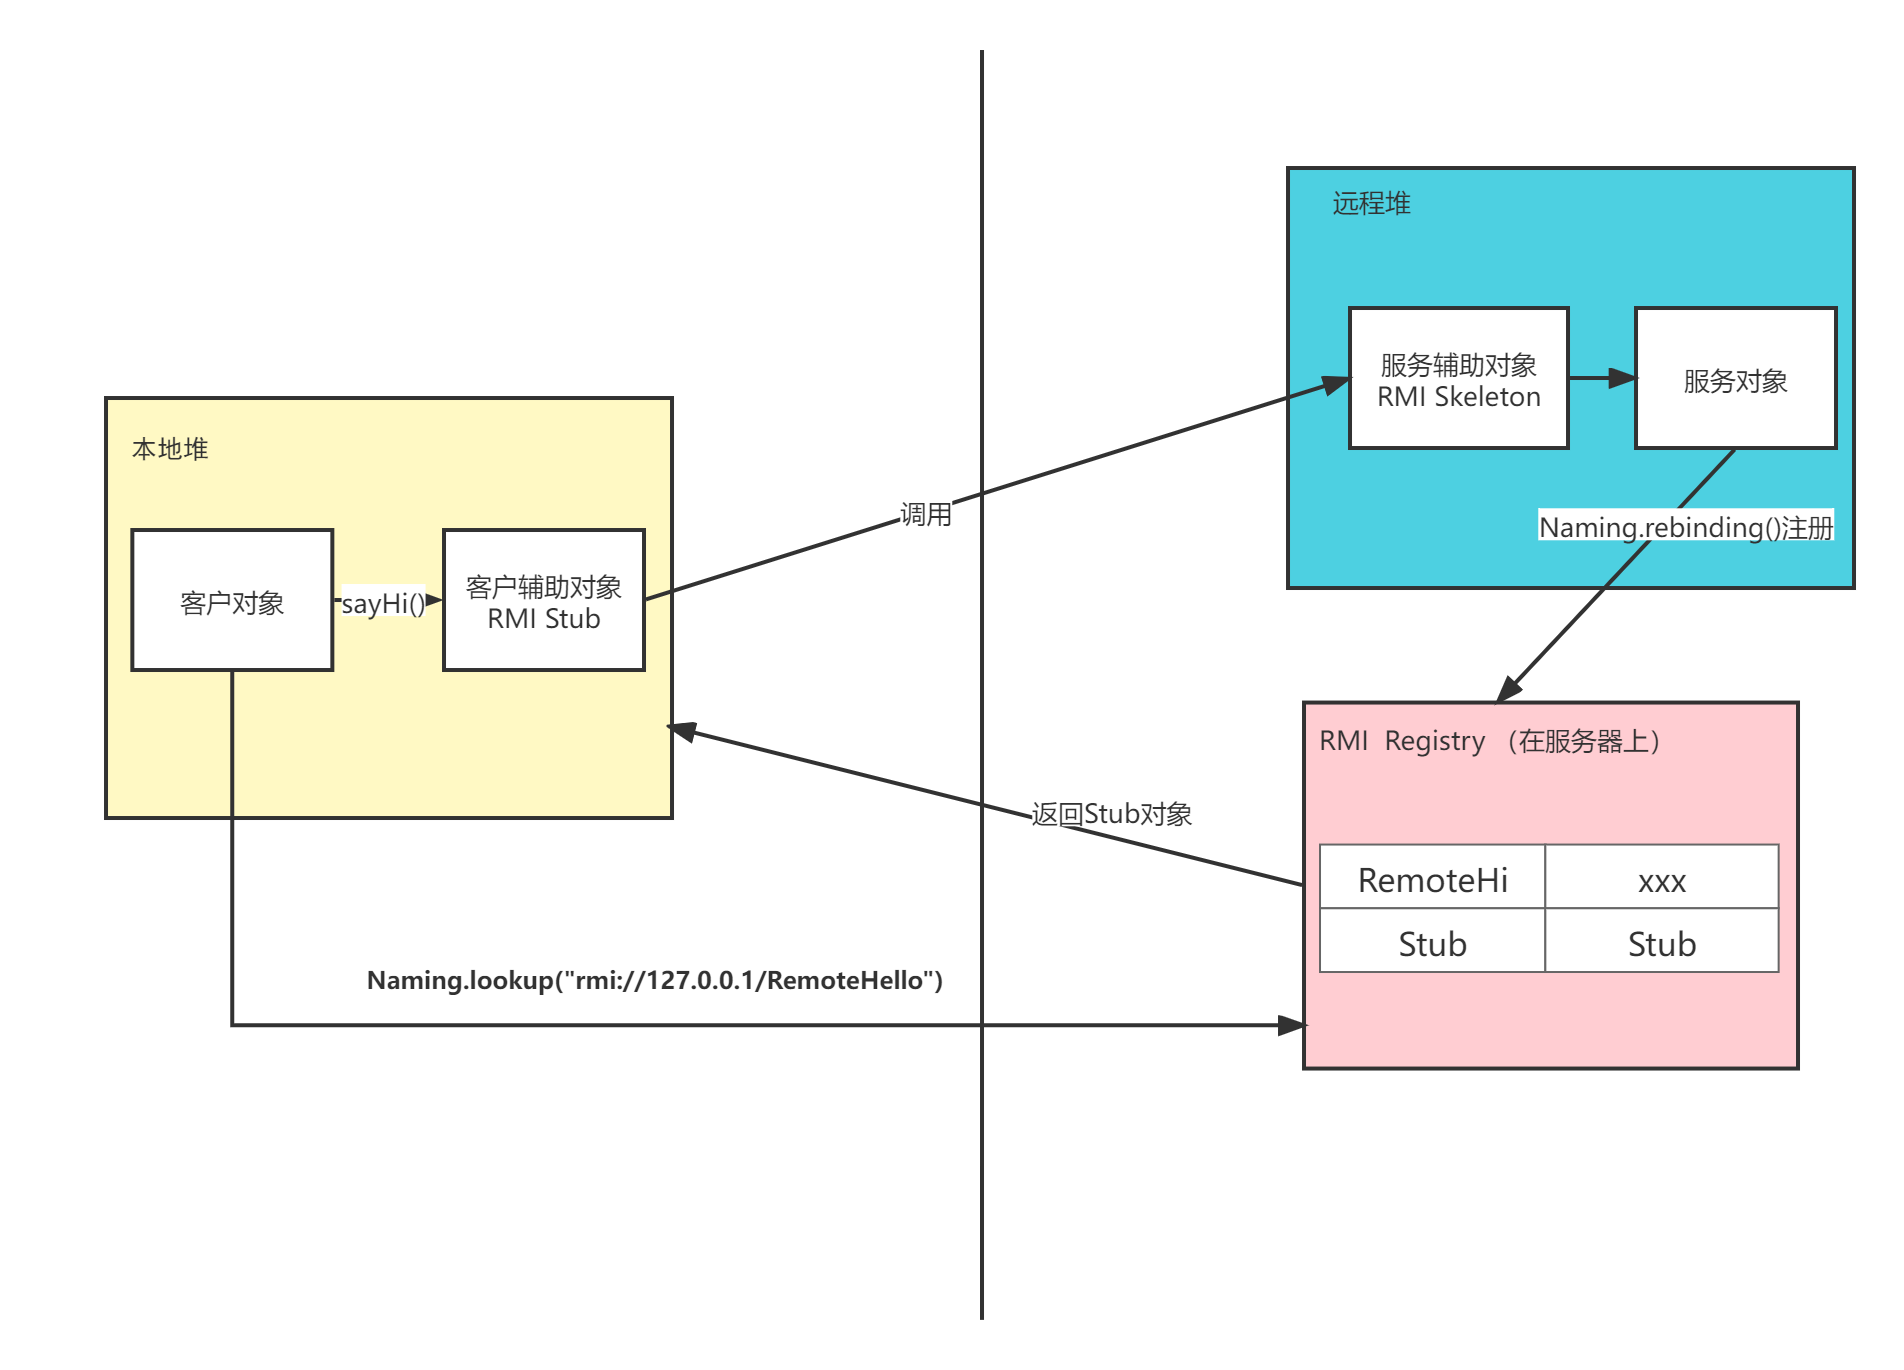 远程堆
服务辅助对象
RMI Skeleton
服务对象
本地堆
调用
Naming.rebinding()注册
客户对象
sayHi()
客户辅助对象
RMI Stub
RMI Registry （在服务器上）
返回Stub对象
RemoteHi xxx
Stub Stub
Naming.lookup("rmi://127.0.0.1/RemoteHello")